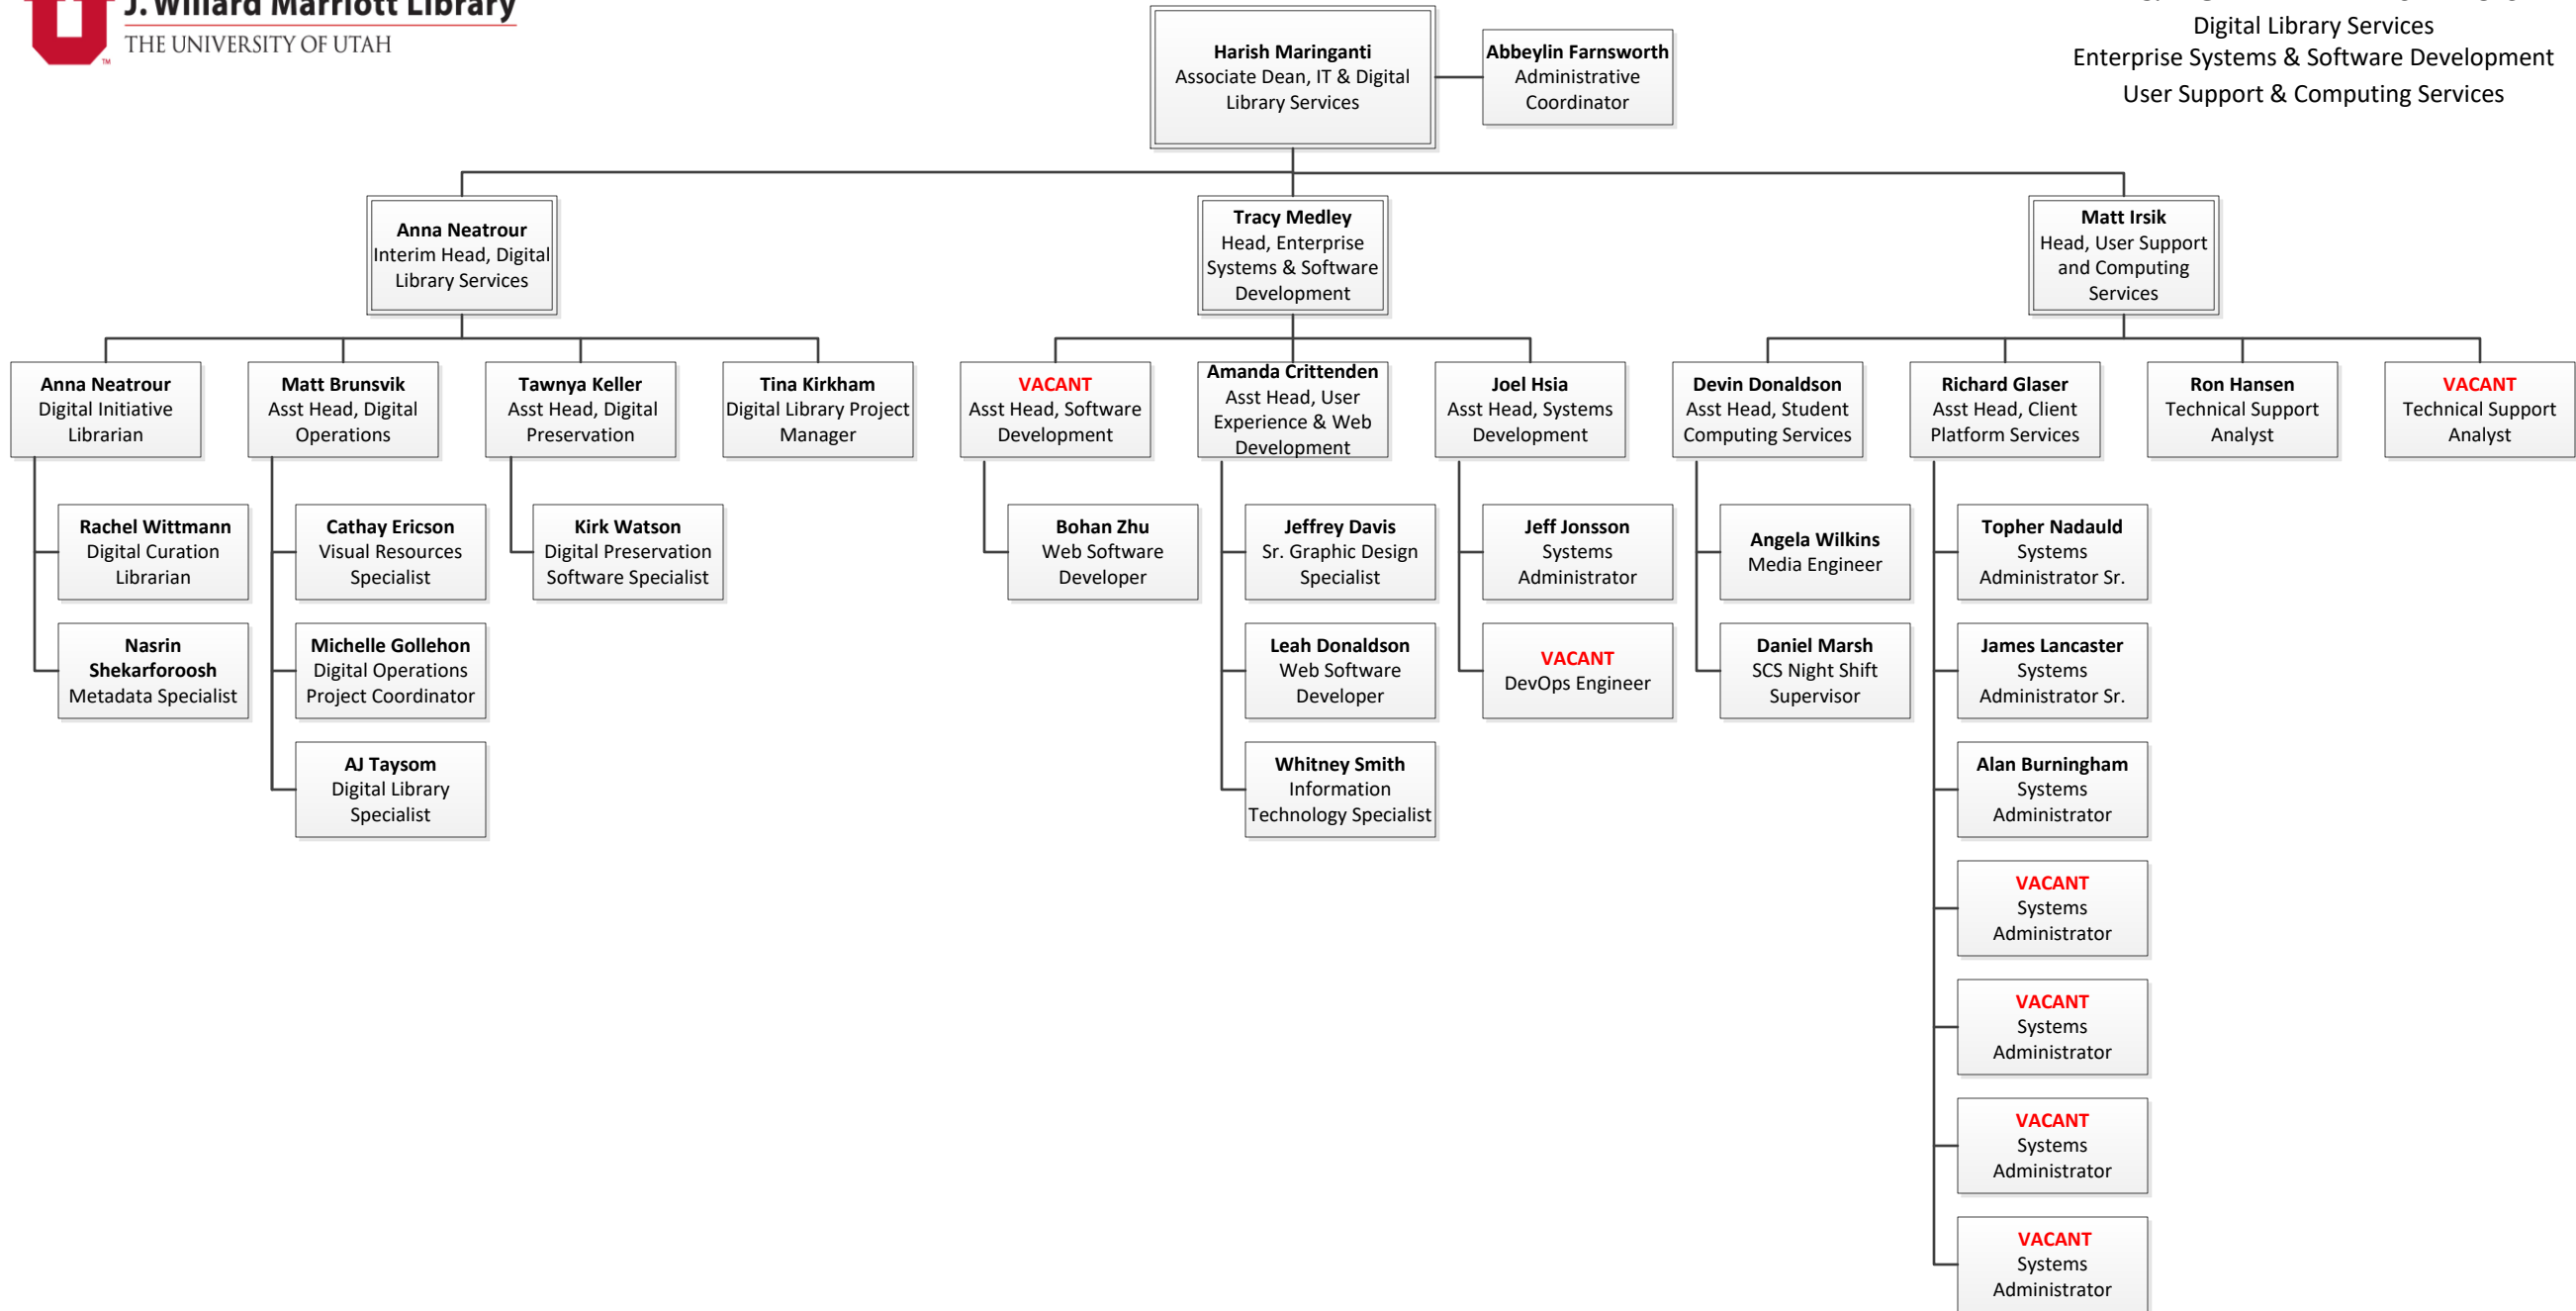 J. Willard Marriott Library
THE UNIVERSITY OF UTAH
TM
Digital Library Services
Enterprise Systems & Software Development
User Support & Computing Services
Harish Maringanti
Associate Dean, IT & Digital
Library Services
Abbeylin Farnsworth
Administrative
Coordinator
Anna Neatrour
Interim Head, Digital
Library Services
Tracy Medley
Head, Enterprise
Systems & Software
Development
Matt Irsik
Head, User Support
and Computing
Services
Anna Neatrour
Digital Initiative
Librarian
Matt Brunsvik
Asst Head, Digital
Operations
Tawnya Keller
Asst Head, Digital
Preservation
Tina Kirkham
Digital Library Project
Manager
VACANT
Asst Head, Software
Development
Amanda Crittenden
Asst Head, User
Experience & Web
Development
Joel Hsia
Asst Head, Systems
Development
Devin Donaldson
Asst Head, Student
Computing Services
Richard Glaser
Asst Head, Client
Platform Services
Ron Hansen
Technical Support
Analyst
VACANT
Technical Support
Analyst
Rachel Wittmann
Digital Curation
Librarian
Nasrin
Shekarforoosh
Metadata Specialist
Cathay Ericson
Visual Resources
Specialist
Michelle Gollehon
Digital Operations
Project Coordinator
AJ Taysom
Digital Library
Specialist
Kirk Watson
Digital Preservation
Software Specialist
Bohan Zhu
Web Software
Developer
Jeffrey Davis
Sr. Graphic Design
Specialist
Leah Donaldson
Web Software
Developer
Whitney Smith
Information
Technology Specialist
Jeff Jonsson
Systems
Administrator
VACANT
DevOps Engineer
Angela Wilkins
Media Engineer
Daniel Marsh
SCS Night Shift
Supervisor
Topher Nadauld
Systems
Administrator Sr.
James Lancaster
Systems
Administrator Sr.
Alan Burningham
Systems
Administrator
VACANT
Systems
Administrator
VACANT
Systems
Administrator
VACANT
Systems
Administrator
VACANT
Systems
Administrator